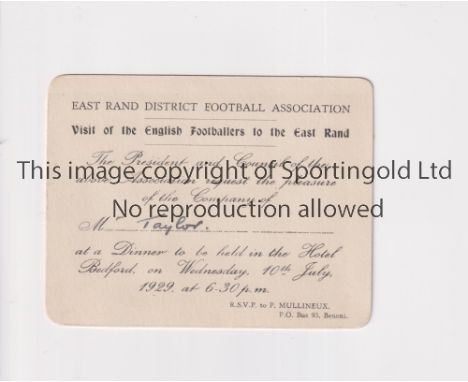 EAST RAND DISTRICT FOOTBALL ASSOCIATION
Visit of the English Footballers to the East Rand
The President and Council of the
This image copyright of Sportingold Ltd
above Association request the pleasure
of the Company of
No reproduction allowed
M Taylor.
at a Dinner to be held in the Hotel
Bedford, on Wednesday, 10th July,
1929, at 6-30 p.m.
R.S.V.P. to P. MULLINEUX,
P.O. Box 93, Benoni.